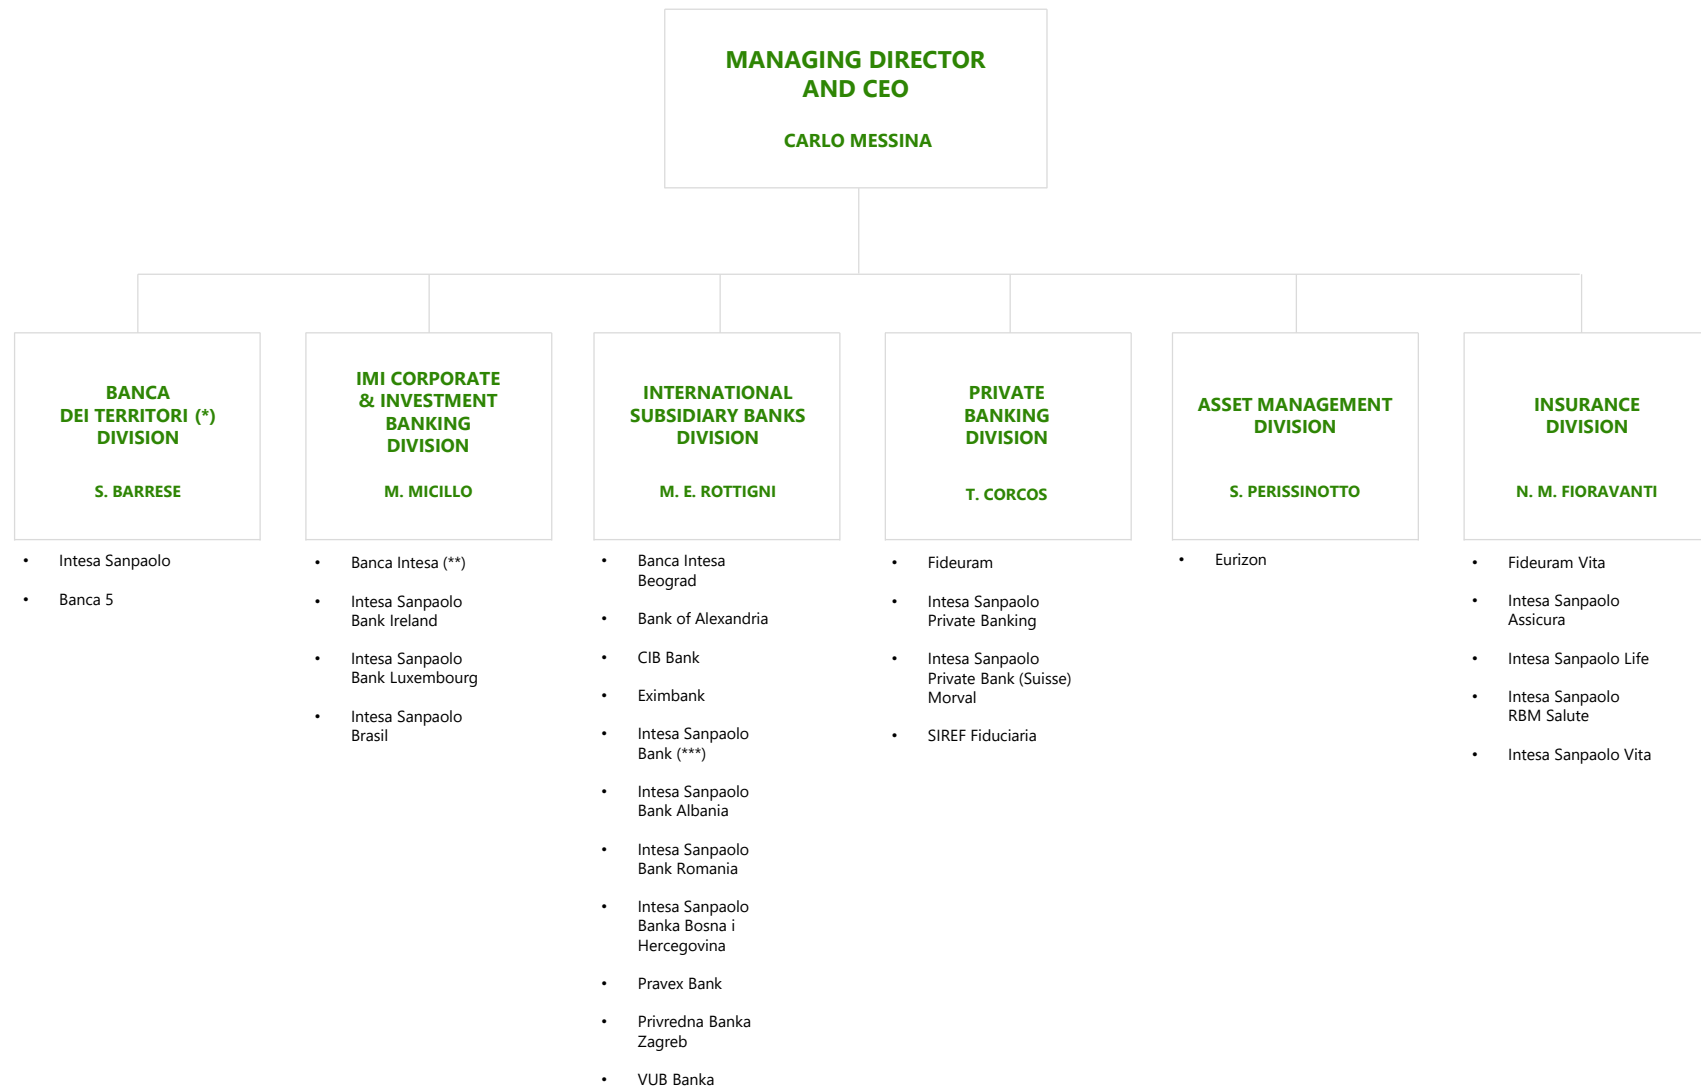 MANAGING DIRECTOR
AND CEO
CARLO MESSINA
BANCA
DEI TERRITORI (*)
DIVISION
S. BARRESE
• Intesa Sanpaolo
• Banca 5
IMI CORPORATE
& INVESTMENT
BANKING
DIVISION
M. MICILLO
• Banca Intesa (**)
• Intesa Sanpaolo
Bank Ireland
• Intesa Sanpaolo
Bank Luxembourg
• Intesa Sanpaolo
Brasil
INTERNATIONAL
SUBSIDIARY BANKS
DIVISION
M. E. ROTTIGNI
• Banca Intesa
Beograd
• Bank of Alexandria
• CIB Bank
• Eximbank
• Intesa Sanpaolo
Bank (***)
• Intesa Sanpaolo
Bank Albania
• Intesa Sanpaolo
Bank Romania
• Intesa Sanpaolo
Banka Bosna i
Hercegovina
• Pravex Bank
• Privredna Banka
Zagreb
• VUB Banka
PRIVATE
BANKING
DIVISION
T. CORCOS
• Fideuram
• Intesa Sanpaolo
Private Banking
• Intesa Sanpaolo
Private Bank (Suisse)
Morval
• SIREF Fiduciaria
ASSET MANAGEMENT
DIVISION
S. PERISSINOTTO
• Eurizon
INSURANCE
DIVISION
N. M. FIORAVANTI
• Fideuram Vita
• Intesa Sanpaolo
Assicura
• Intesa Sanpaolo Life
• Intesa Sanpaolo
RBM Salute
• Intesa Sanpaolo Vita